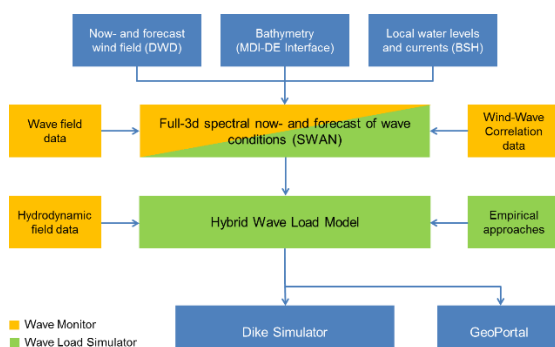 Now- and forecast
wind field (DWD)
Bathymetry
(MDI-DE Interface)
Local water levels
and currents (BSH)
Wave field
data
Full-3d spectral now- and forecast of wave
conditions (SWAN)
Wind-Wave
Correlation
data
Hydrodynamic
field data
Hybrid Wave Load Model
Empirical
approaches
Wave Monitor
Wave Load Simulator
Dike Simulator
GeoPortal